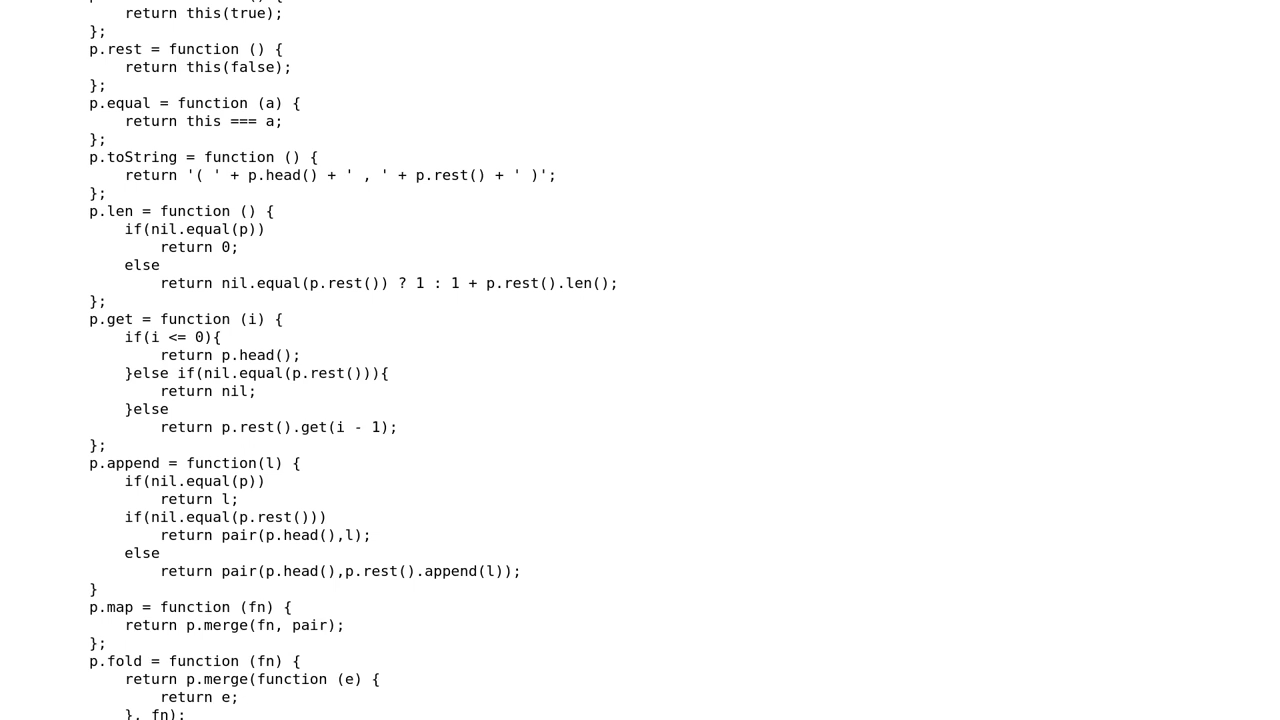 return this(true);
    };
    p.rest = function () {
        return this(false);
    };
    p.equal = function (a) {
        return this === a;
    };
    p.toString = function () {
        return '( ' + p.head() + ' , ' + p.rest() + ' )';
    };
    p.len = function () {
        if(nil.equal(p))
            return 0;
        else
            return nil.equal(p.rest()) ? 1 : 1 + p.rest().len();
    };
    p.get = function (i) {
        if(i <= 0){
            return p.head();
        }else if(nil.equal(p.rest())){
            return nil;
        }else
            return p.rest().get(i - 1);
    };
    p.append = function(l) {
        if(nil.equal(p))
            return l;
        if(nil.equal(p.rest()))
            return pair(p.head(),l);
        else
            return pair(p.head(),p.rest().append(l));
    }
    p.map = function (fn) {
        return p.merge(fn, pair);
    };
    p.fold = function (fn) {
        return p.merge(function (e) {
            return e;
        }, fn);